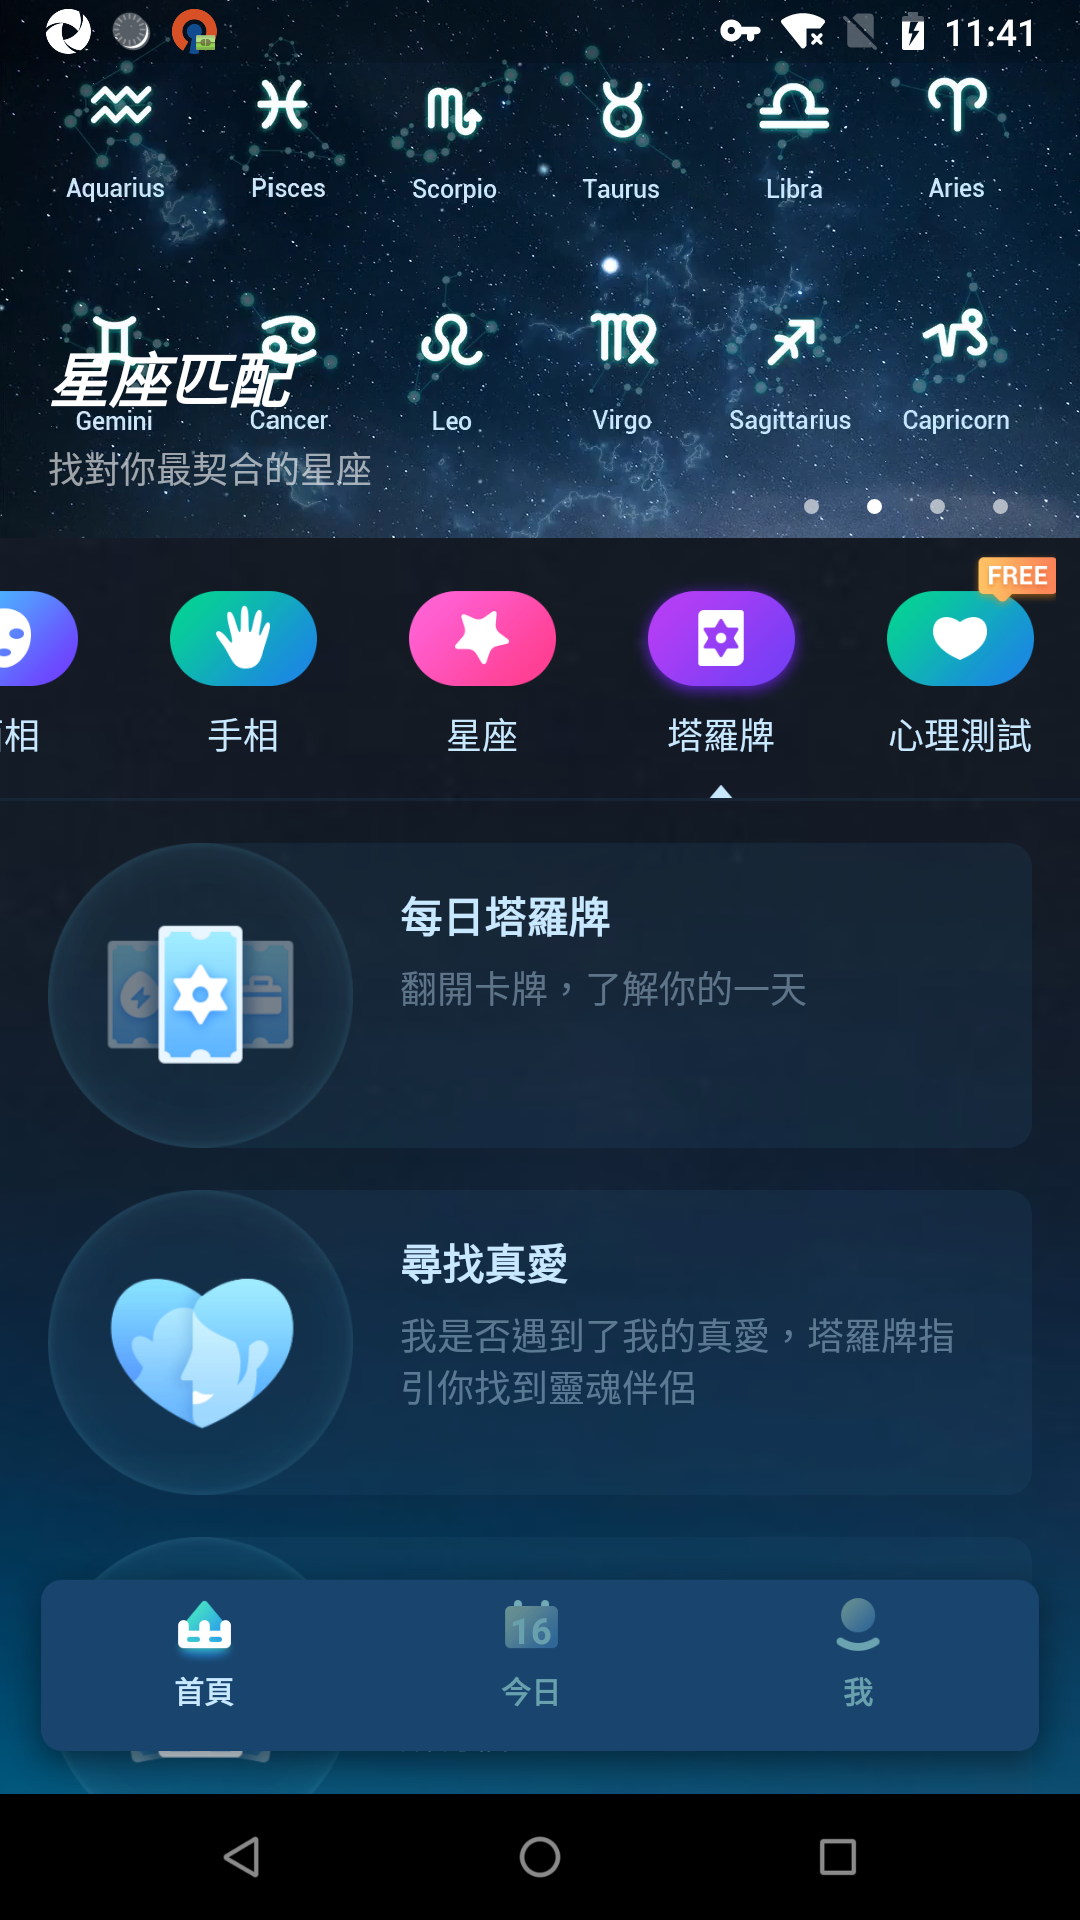 11:41
Aquarius Pisces Scorpio Taurus Libra Aries
星座匹配
Gemini Cancer Leo Virgo Sagittarius Capricorn
找對你最契合的星座
FREE
相 手相 星座 塔羅牌 心理測試
每日塔羅牌
翻開卡牌，了解你的一天
尋找真愛
我是否遇到了我的真愛，塔羅牌指
引你找到靈魂伴侶
16
首頁 今日 我